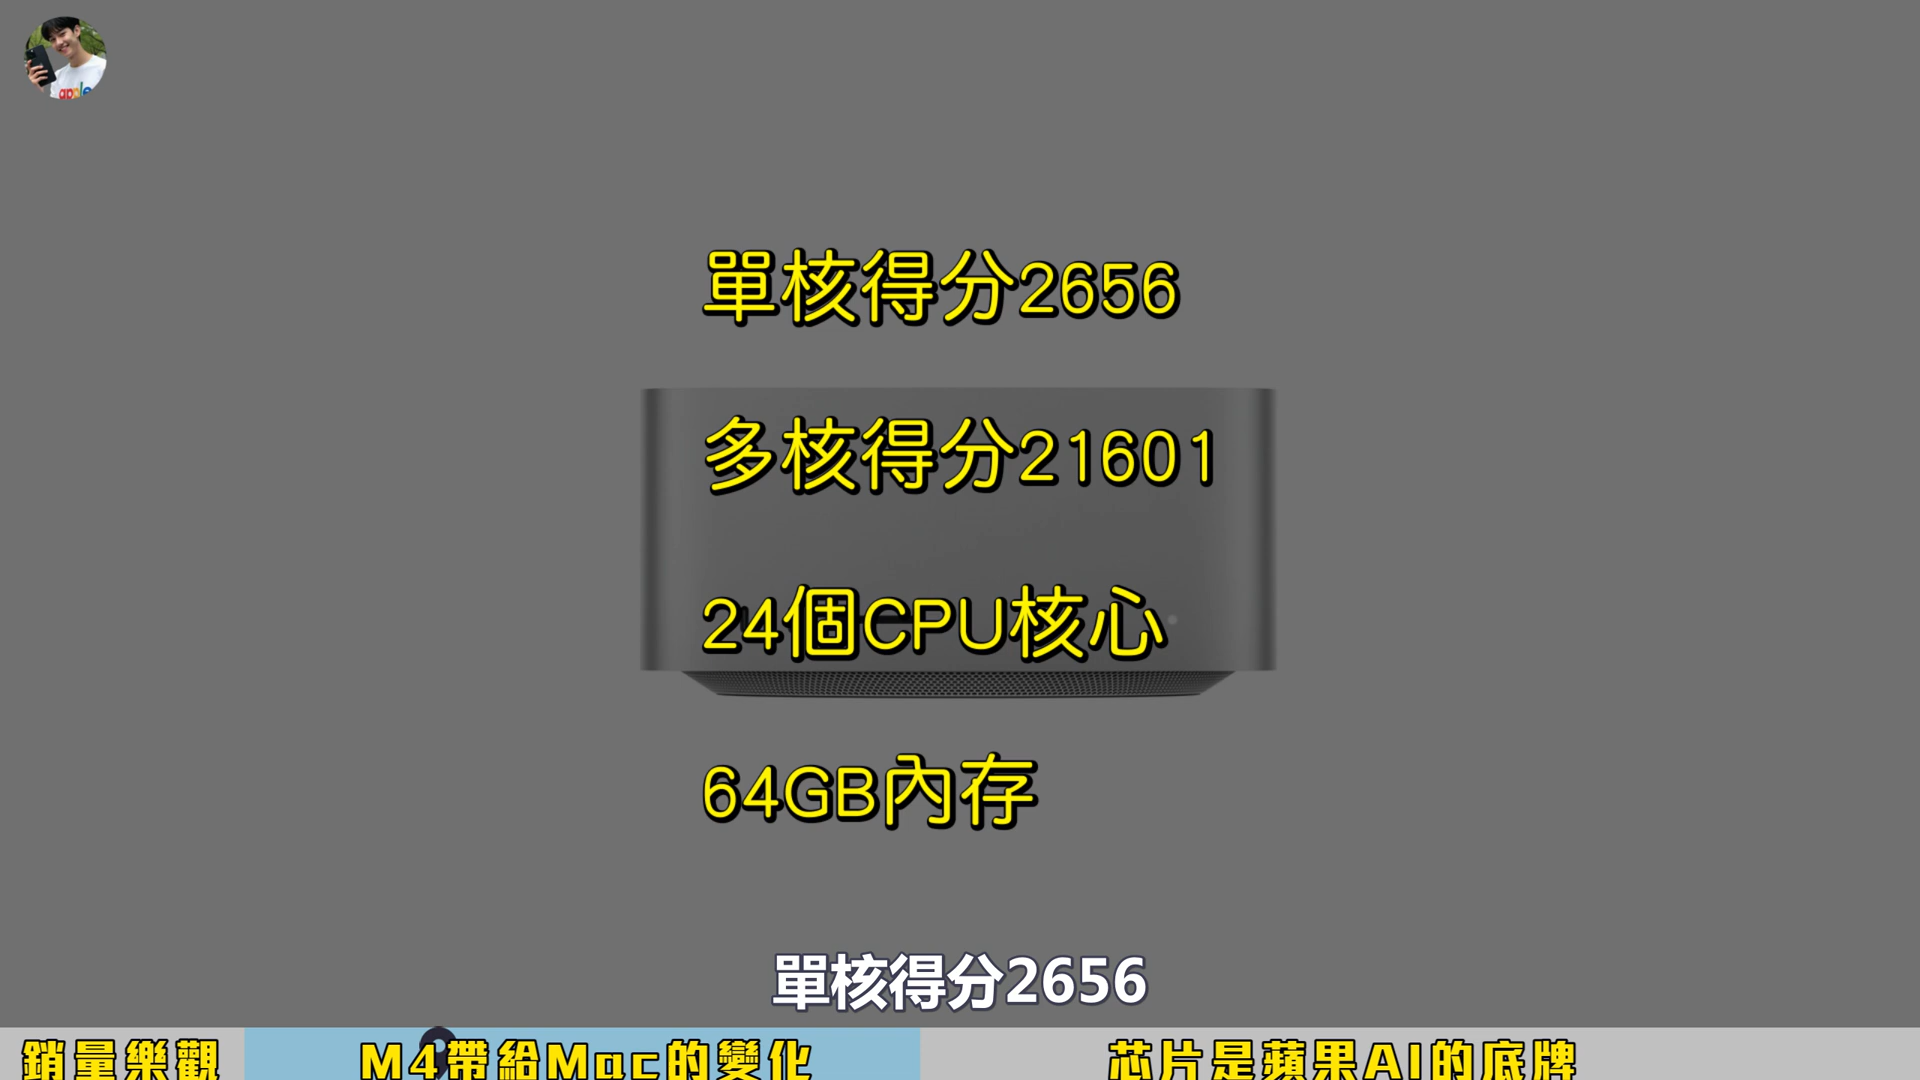 apple
單核得分2656
多核得分21601
24個CPU核心
64GB內存
單核得分2656
銷量樂觀
M4帶給Mac的變化
芯片是蘋果AI的底牌